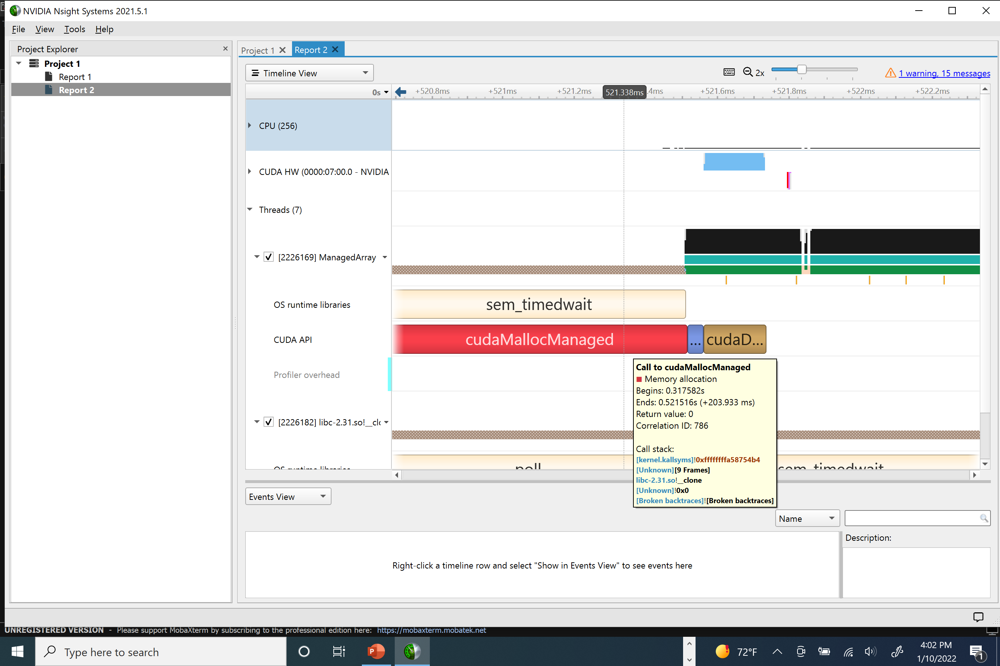 NVIDIA Nsight Systems 2021.5.1
File View Tools Help
Project Explorer
Project 1
Report 1
Report 2
Project 1 Report 2
Timeline View
2x
1 warning, 15 messages
0s +520.8ms +521ms +521.2ms 521.338ms .4ms +521.6ms +521.8ms +522ms +522.2ms
CPU (256)
CUDA HW (0000:07:00.0 - NVIDIA
Threads (7)
[2226169] ManagedArray
OS runtime libraries
sem_timedwait
CUDA API
cudaMallocManaged ... cudaD...
Profiler overhead
[2226182] libc-2.31.so!__clo
OS runtime libraries
poll sem_timedwait
Call to cudaMallocManaged
Memory allocation
Begins: 0.317582s
Ends: 0.521516s (+203.933 ms)
Return value: 0
Correlation ID: 786
Call stack:
[kernel.kallsyms]!0xffffffffa58754b4
[Unknown][9 Frames]
libc-2.31.so!__clone
[Unknown]!0x0
[Broken backtraces]![Broken backtraces]
Events View
Name
Description:
Right-click a timeline row and select "Show in Events View" to see events here
UNREGISTERED VERSION - Please support MobaXterm by subscribing to the professional edition here: https://mobaxterm.mobatek.net
Type here to search
P
72°F
4:02 PM
1/10/2022
1